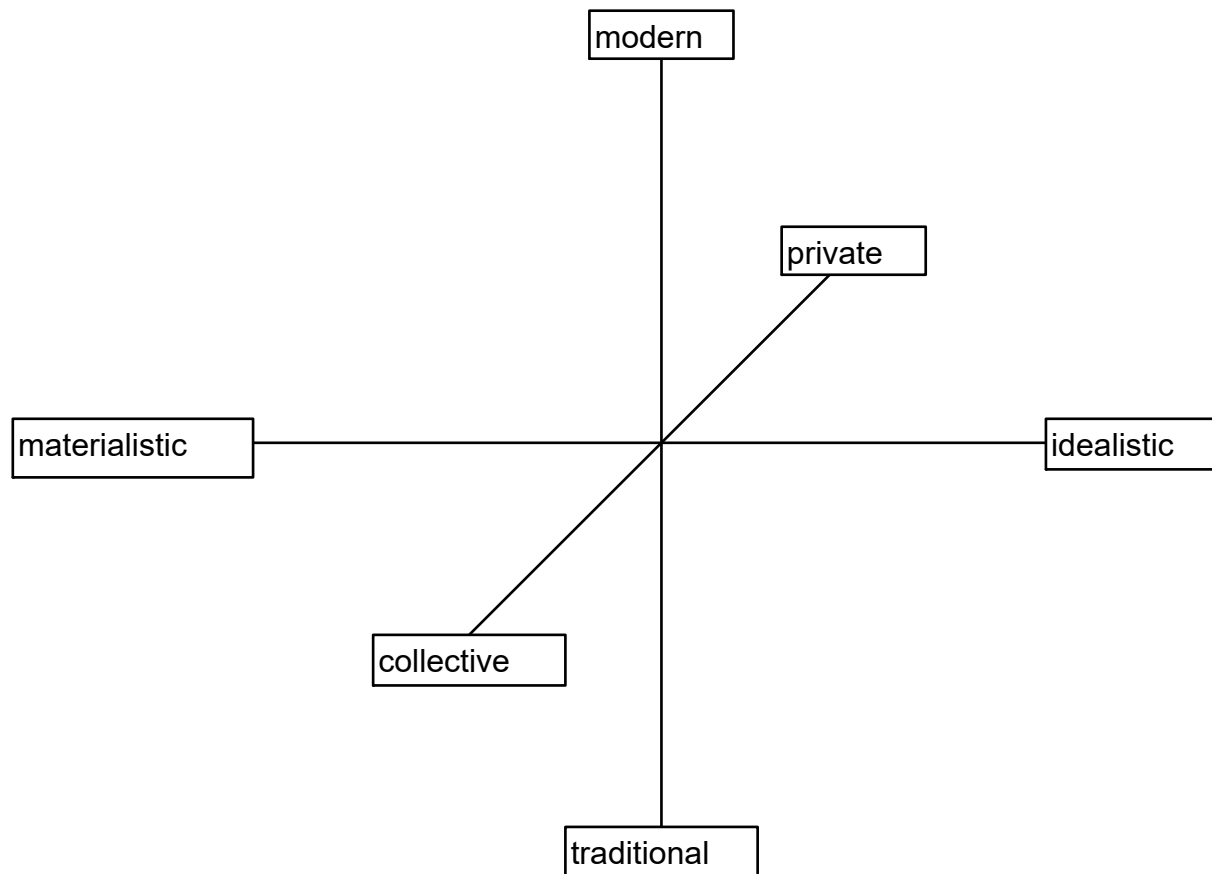 modern
private
materialistic
idealistic
collective
traditional